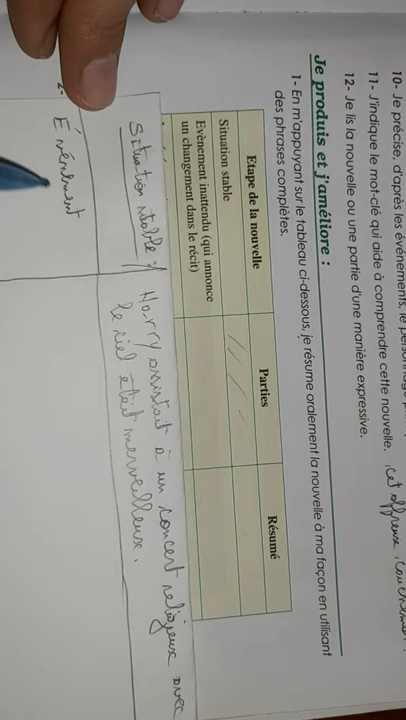 10- Je précise, d'après les événements, le
11- J'indique le mot-clé qui aide à comprendre cette nouvelle.
12- Je lis la nouvelle ou une partie d'une manière expressive.
Je produis et j'améliore :
1- En m'appuyant sur le tableau ci-dessous, je résume oralement la nouvelle à ma façon en utilisant
des phrases complètes.
Etape de la nouvelle Parties Résumé
Situation stable
Evènement inattendu (qui annonce
un changement dans le récit)
Situation stable Harry assistait à un concert religieux avec
le ciel était merveilleux.
Evénement